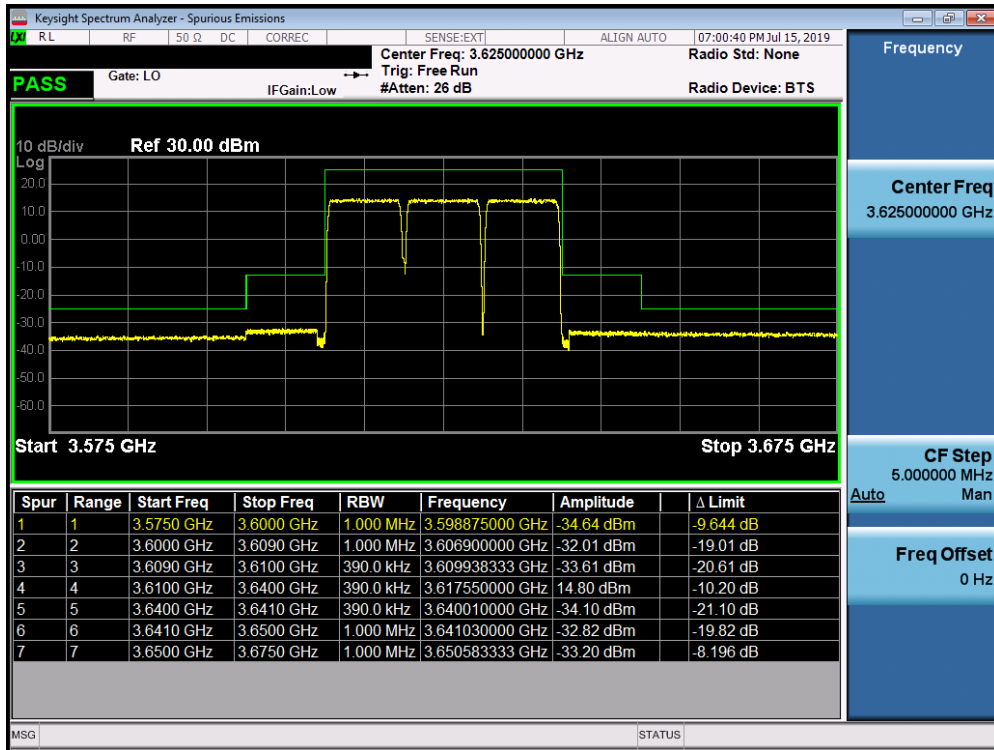 Keysight Spectrum Analyzer - Spurious Emissions
LXI RL RF 50 Ω DC CORREC SENSE:EXT ALIGN AUTO 07:00:40 PM Jul 15, 2019
Center Freq: 3.625000000 GHz Radio Std: None
Gate: LO Trig: Free Run
PASS IFGain:Low #Atten: 26 dB Radio Device: BTS
10 dB/div Ref 30.00 dBm
Log
20.0
10.0
0.00
-10.0
-20.0
-30.0
-40.0
-50.0
-60.0
Start 3.575 GHz Stop 3.675 GHz
Spur Range Start Freq Stop Freq RBW Frequency Amplitude Δ Limit
1 1 3.5750 GHz 3.6000 GHz 1.000 MHz 3.598875000 GHz -34.64 dBm -9.644 dB
2 2 3.6000 GHz 3.6090 GHz 1.000 MHz 3.606900000 GHz -32.01 dBm -19.01 dB
3 3 3.6090 GHz 3.6100 GHz 390.0 kHz 3.609938333 GHz -33.61 dBm -20.61 dB
4 4 3.6100 GHz 3.6400 GHz 390.0 kHz 3.617550000 GHz 14.80 dBm -10.20 dB
5 5 3.6400 GHz 3.6410 GHz 390.0 kHz 3.640010000 GHz -34.10 dBm -21.10 dB
6 6 3.6410 GHz 3.6500 GHz 1.000 MHz 3.641030000 GHz -32.82 dBm -19.82 dB
7 7 3.6500 GHz 3.6750 GHz 1.000 MHz 3.650583333 GHz -33.20 dBm -8.196 dB
MSG STATUS
Frequency
Center Freq
3.625000000 GHz
CF Step
5.000000 MHz
Auto Man
Freq Offset
0 Hz